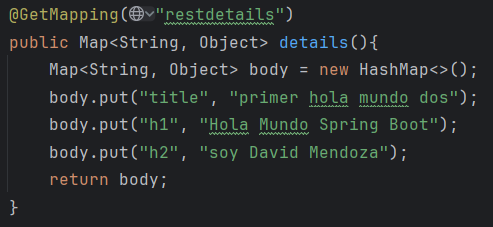 @GetMapping("restdetails")
public Map<String, Object> details(){
    Map<String, Object> body = new HashMap<>();
    body.put("title", "primer hola mundo dos");
    body.put("h1", "Hola Mundo Spring Boot");
    body.put("h2", "soy David Mendoza");
    return body;
}